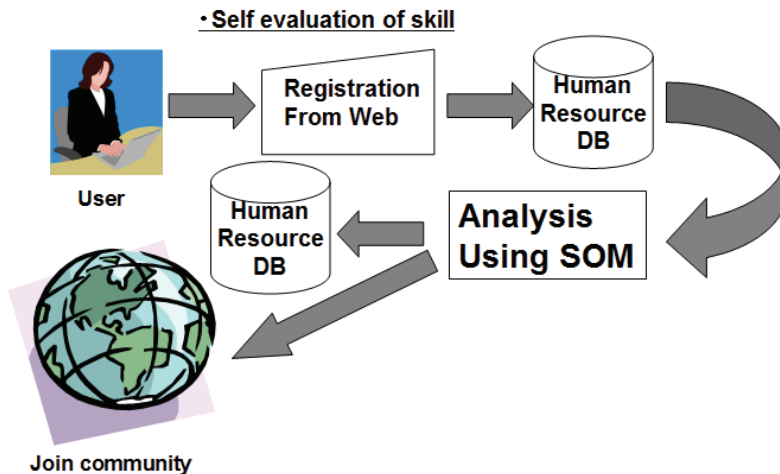 ・Self evaluation of skill
Registration
From Web
Human
Resource
DB
User
Human
Resource
DB
Analysis
Using SOM
Join community